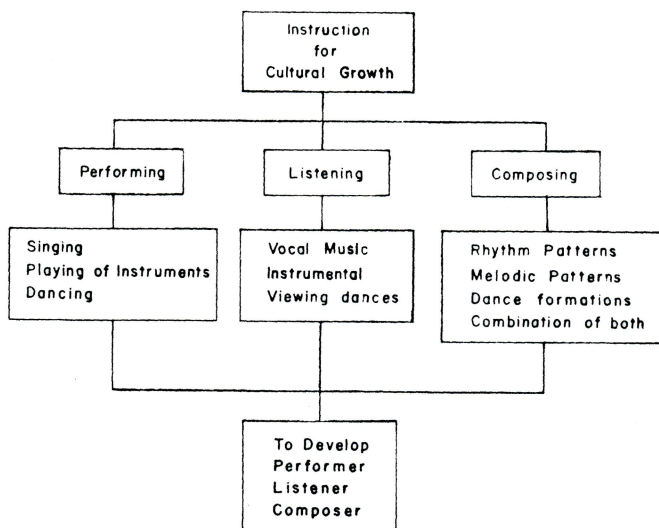 Instruction
for
Cultural Growth
Performing
Listening
Composing
Singing
Playing of Instruments
Dancing
Vocal Music
Instrumental
Viewing dances
Rhythm Patterns
Melodic Patterns
Dance formations
Combination of both
To Develop
Performer
Listener
Composer